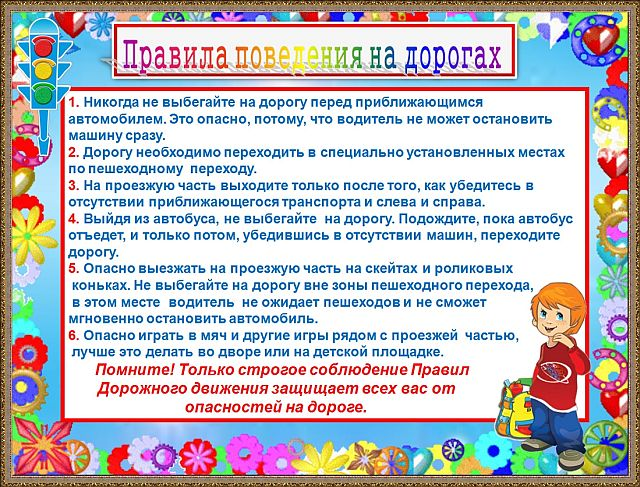 Правила поведения на дорогах
1. Никогда не выбегайте на дорогу перед приближающимся
автомобилем. Это опасно, потому, что водитель не может остановить
машину сразу.
2. Дорогу необходимо переходить в специально установленных местах
по пешеходному переходу.
3. На проезжую часть выходите только после того, как убедитесь в
отсутствии приближающегося транспорта и слева и справа.
4. Выйдя из автобуса, не выбегайте на дорогу. Подождите, пока автобус
отъедет, и только потом, убедившись в отсутствии машин, переходите
дорогу.
5. Опасно выезжать на проезжую часть на скейтах и роликовых
коньках. Не выбегайте на дорогу вне зоны пешеходного перехода,
в этом месте водитель не ожидает пешеходов и не сможет
мгновенно остановить автомобиль.
6. Опасно играть в мяч и другие игры рядом с проезжей частью,
лучше это делать во дворе или на детской площадке.
Помните! Только строгое соблюдение Правил
Дорожного движения защищает всех вас от
опасностей на дороге.